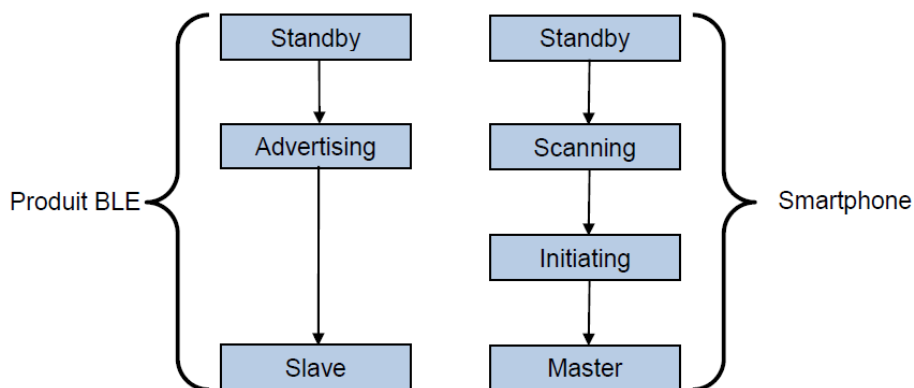 Standby
Standby
Advertising
Scanning
Produit BLE
Smartphone
Initiating
Slave
Master